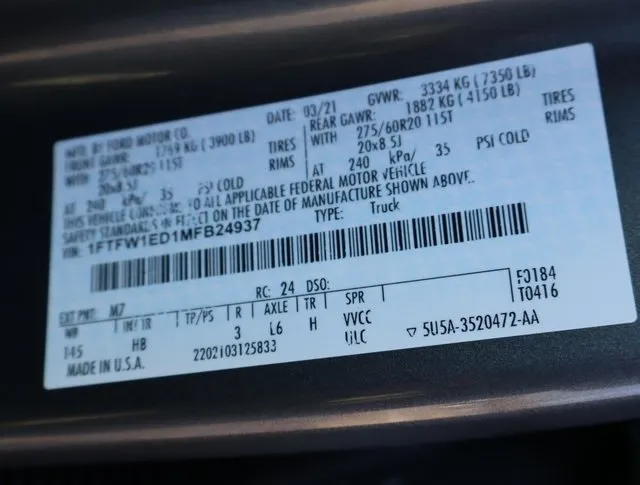 MFD. BY FORD MOTOR CO.
DATE: 03/21 GVWR: 3334 KG ( 7350 LB)
FRONT GAWR: 1769 KG ( 3900 LB) REAR GAWR: 1882 KG ( 4150 LB)
WITH 275/60R20 115T TIRES WITH 275/60R20 115T TIRES
20x8.5J RIMS 20x8.5J RIMS
AT 240 kPa/ 35 PSI COLD AT 240 kPa/ 35 PSI COLD
THIS VEHICLE CONFORMS TO ALL APPLICABLE FEDERAL MOTOR VEHICLE
SAFETY STANDARDS IN EFFECT ON THE DATE OF MANUFACTURE SHOWN ABOVE.
VIN: 1FTFW1ED1MFB24937
TYPE: Truck
EXT PNT: M7 RC: 24 DSO:
WB INT TR TP/PS R AXLE TR SPR F0184
145 HB 3 L6 H VVCC T0416
MADE IN U.S.A. 2202103125833 ULC ▽ 5U5A-3520472-AA